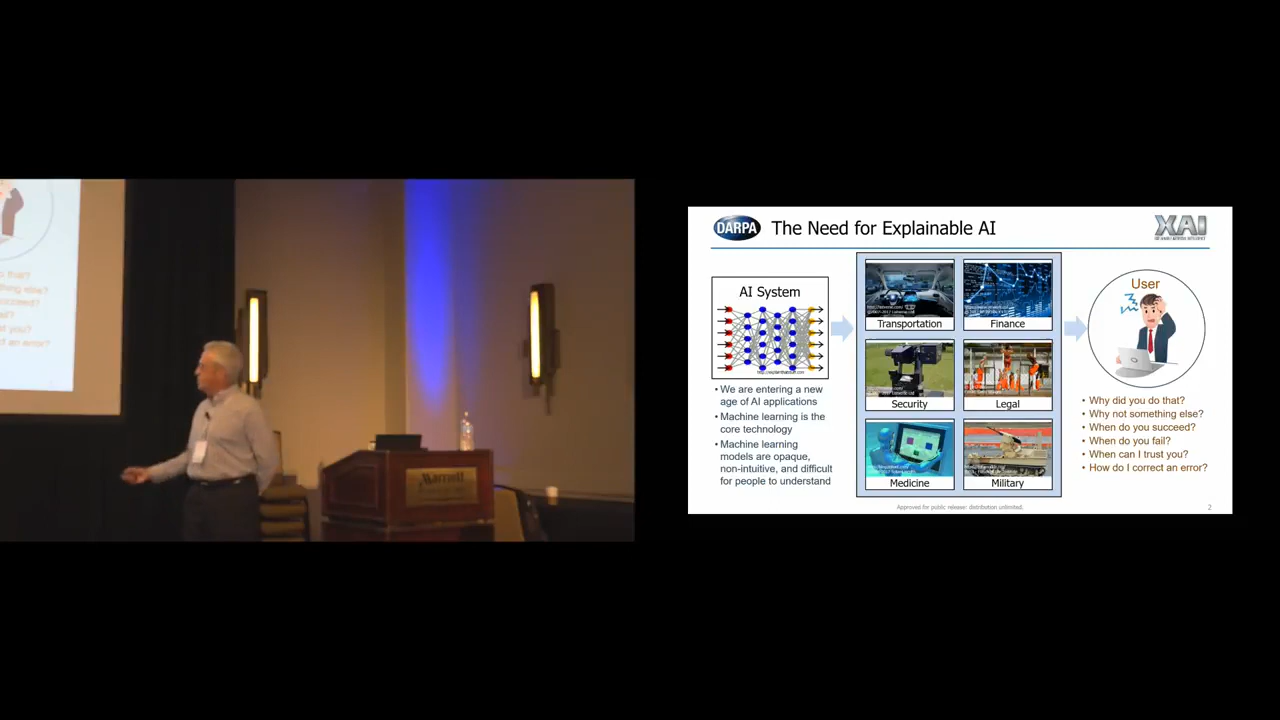 DARPA
The Need for Explainable AI
XAI
AI System
We are entering a new
age of AI applications
• Machine learning is the
core technology
• Machine learning
models are opaque,
non-intuitive, and difficult
for people to understand
Transportation
Finance
Security
Legal
Medicine
Military
User
• Why did you do that?
• Why not something else?
• When do you succeed?
• When do you fail?
• When can I trust you?
• How do I correct an error?
Approved for public release: distribution unlimited.
2
Marriott